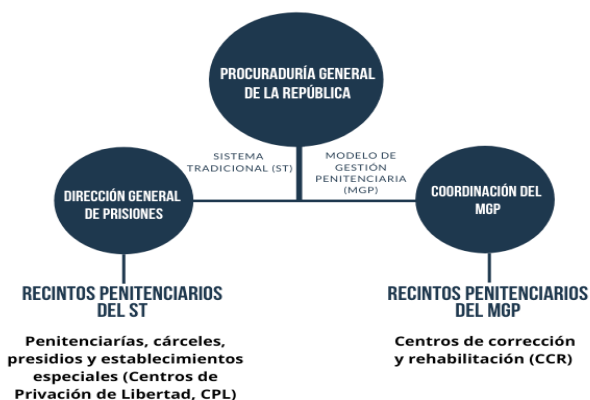 PROCURADURÍA GENERAL
DE LA REPÚBLICA
SISTEMA
TRADICIONAL (ST)
MODELO DE
GESTIÓN
PENITENCIARIA
(MGP)
DIRECCIÓN GENERAL
DE PRISIONES
COORDINACIÓN DEL
MGP
RECINTOS PENITENCIARIOS
DEL ST
Penitenciarías, cárceles,
presidios y establecimientos
especiales (Centros de
Privación de Libertad, CPL)
RECINTOS PENITENCIARIOS
DEL MGP
Centros de corrección
y rehabilitación (CCR)